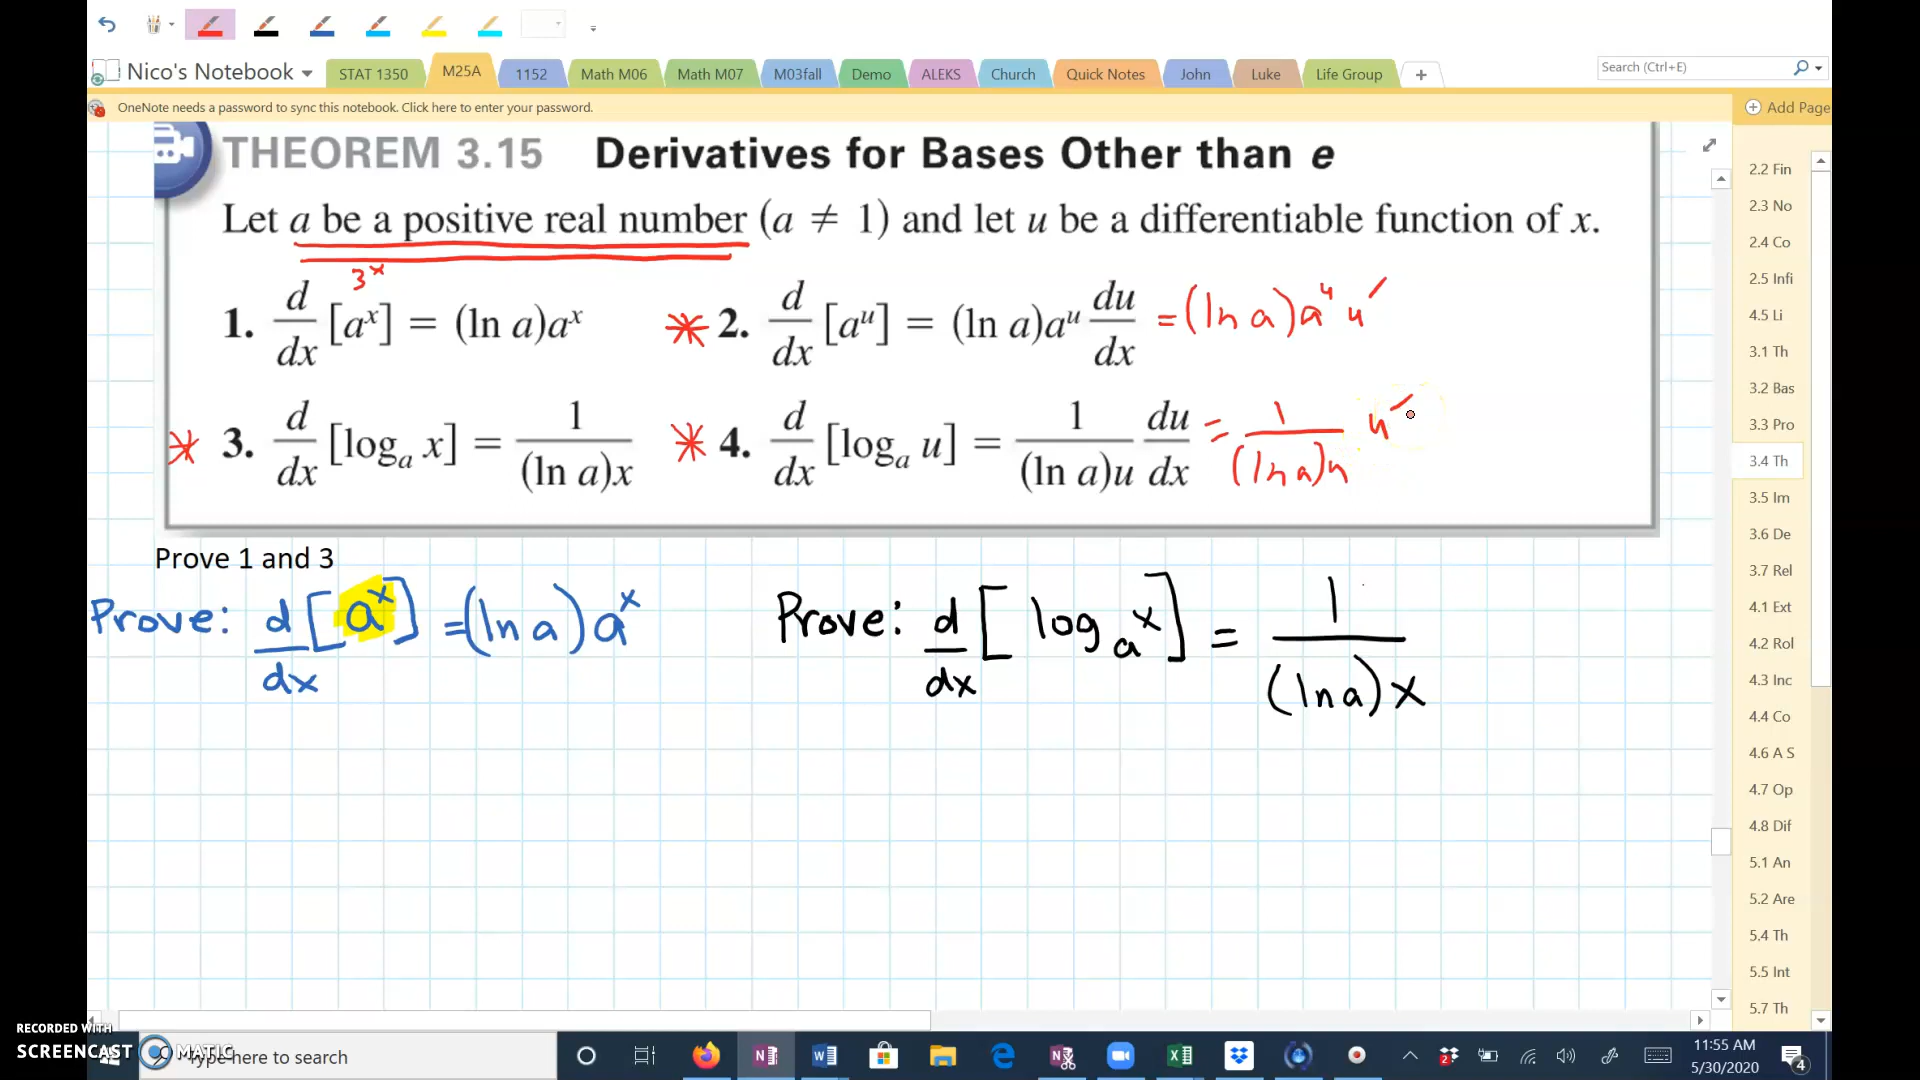 Nico's Notebook
STAT 1350
M25A
1152
Math M06
Math M07
M03fall
Demo
ALEKS
Church
Quick Notes
John
Luke
Life Group
Search (Ctrl+E)
OneNote needs a password to sync this notebook. Click here to enter your password.
Add Page
THEOREM 3.15 Derivatives for Bases Other than e
Let a be a positive real number (a ≠ 1) and let u be a differentiable function of x.
3^x
1. d/dx [a^x] = (ln a)a^x
* 2. d/dx [a^u] = (ln a)a^u du/dx = (ln a) a^u u′
* 3. d/dx [log_a x] = 1/((ln a)x)
* 4. d/dx [log_a u] = 1/((ln a)u) du/dx = 1/((ln a)u) u′
Prove 1 and 3
Prove: d/dx [a^x] = (ln a) a^x
Prove: d/dx [log_a x] = 1/((ln a) x)
2.2 Fin
2.3 No
2.4 Co
2.5 Infi
4.5 Li
3.1 Th
3.2 Bas
3.3 Pro
3.4 Th
3.5 Im
3.6 De
3.7 Rel
4.1 Ext
4.2 Rol
4.3 Inc
4.4 Co
4.6 A S
4.7 Op
4.8 Dif
5.1 An
5.2 Are
5.4 Th
5.5 Int
5.7 Th
RECORDED WITH
SCREENCAST MATIC
Type here to search
11:55 AM
5/30/2020
4
2